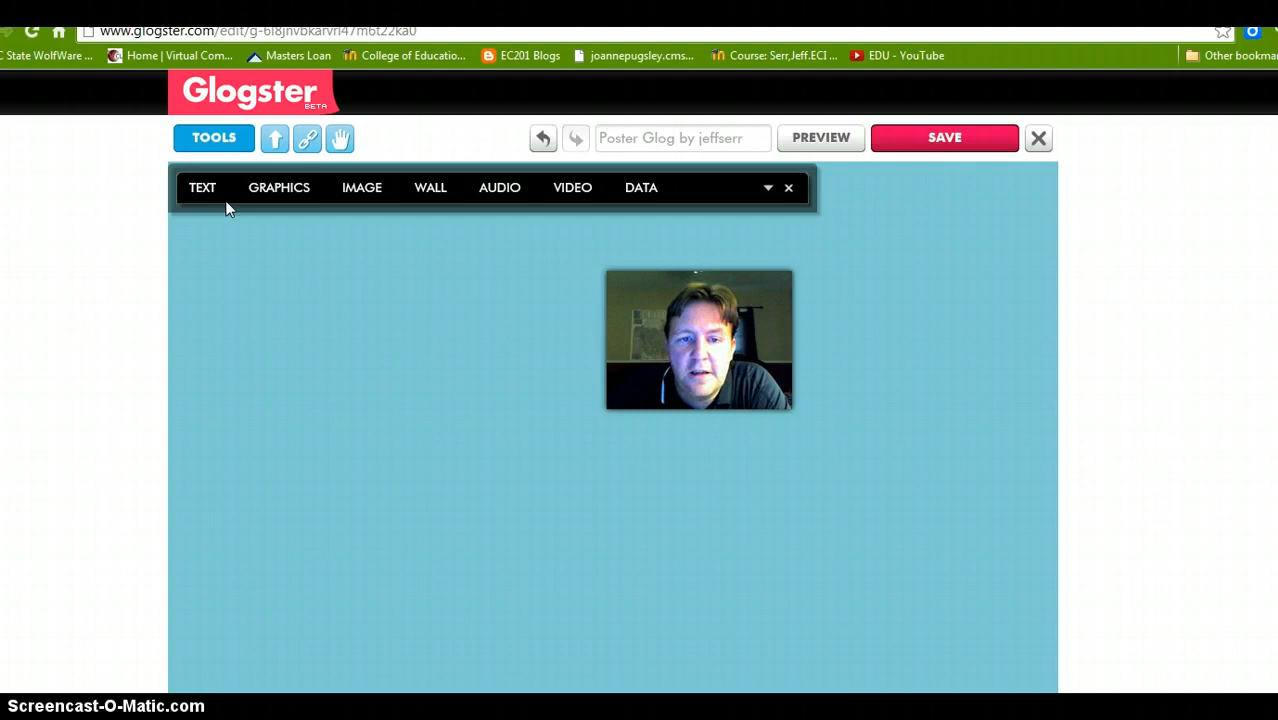 www.glogster.com/edit/g-6l8jnvbkarvrl47m6t22ka0
C State WolfWare ... Home | Virtual Com... Masters Loan College of Educatio... EC201 Blogs joannepugsley.cms... Course: Serr,Jeff.ECI ... EDU - YouTube Other bookmar
Glogster
BETA
TOOLS Poster Glog by jeffserr PREVIEW SAVE
TEXT GRAPHICS IMAGE WALL AUDIO VIDEO DATA
Screencast-O-Matic.com